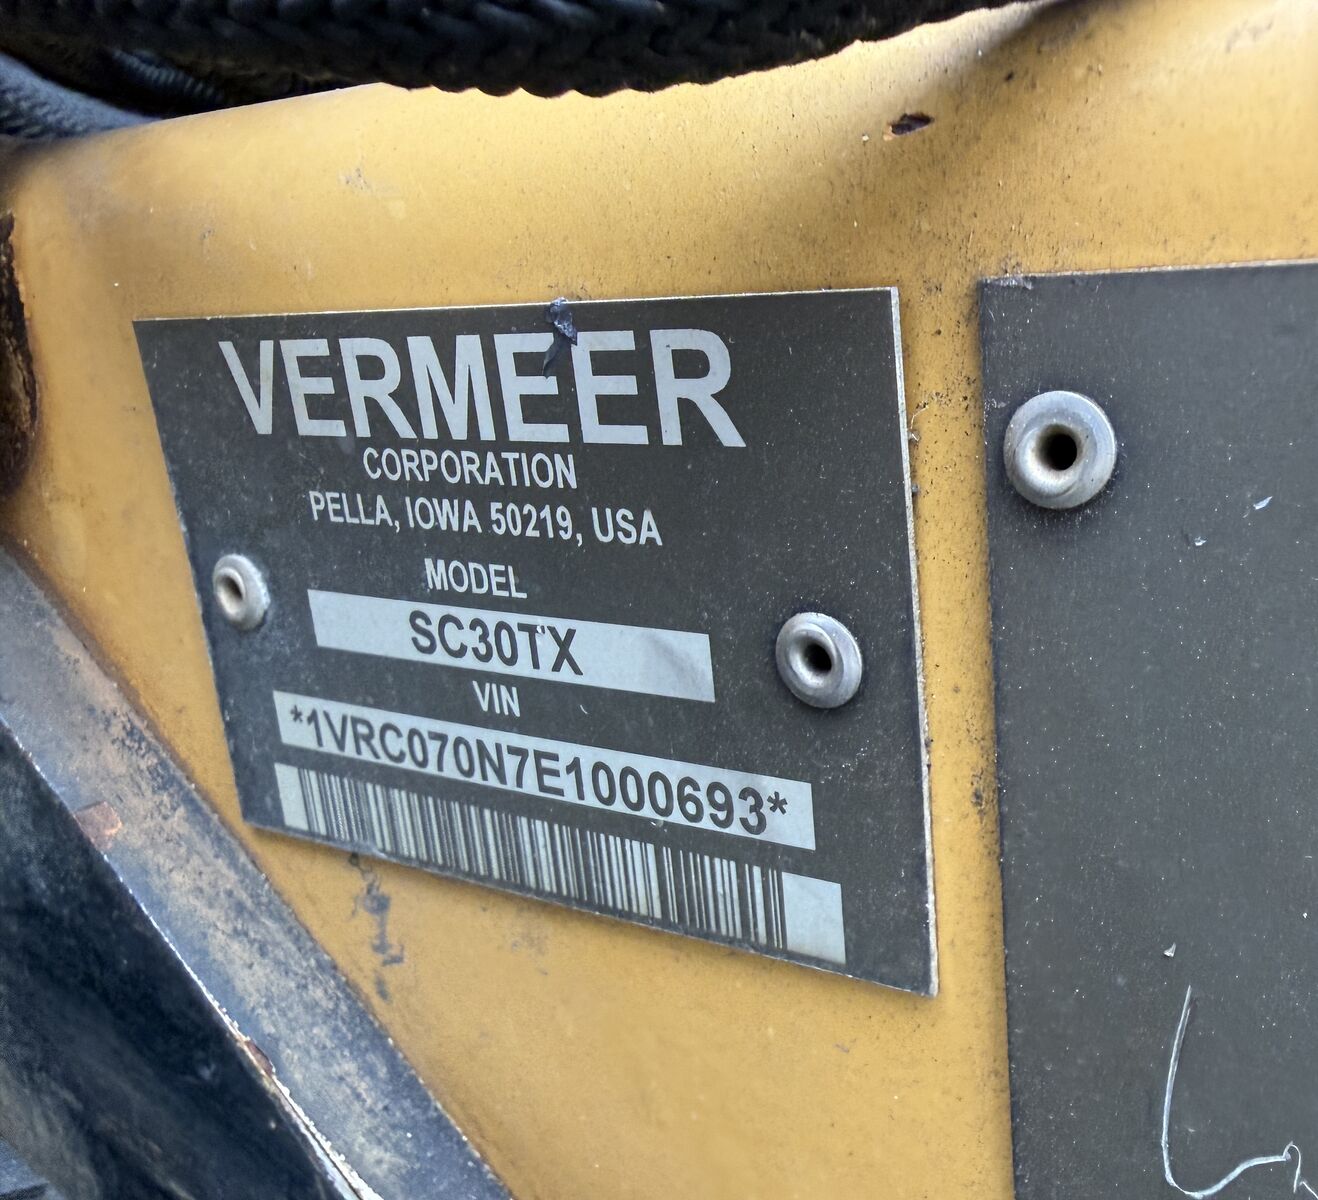 VERMEER
CORPORATION
PELLA, IOWA 50219, USA
MODEL
SC30TX
VIN
*1VRC070N7E1000693*